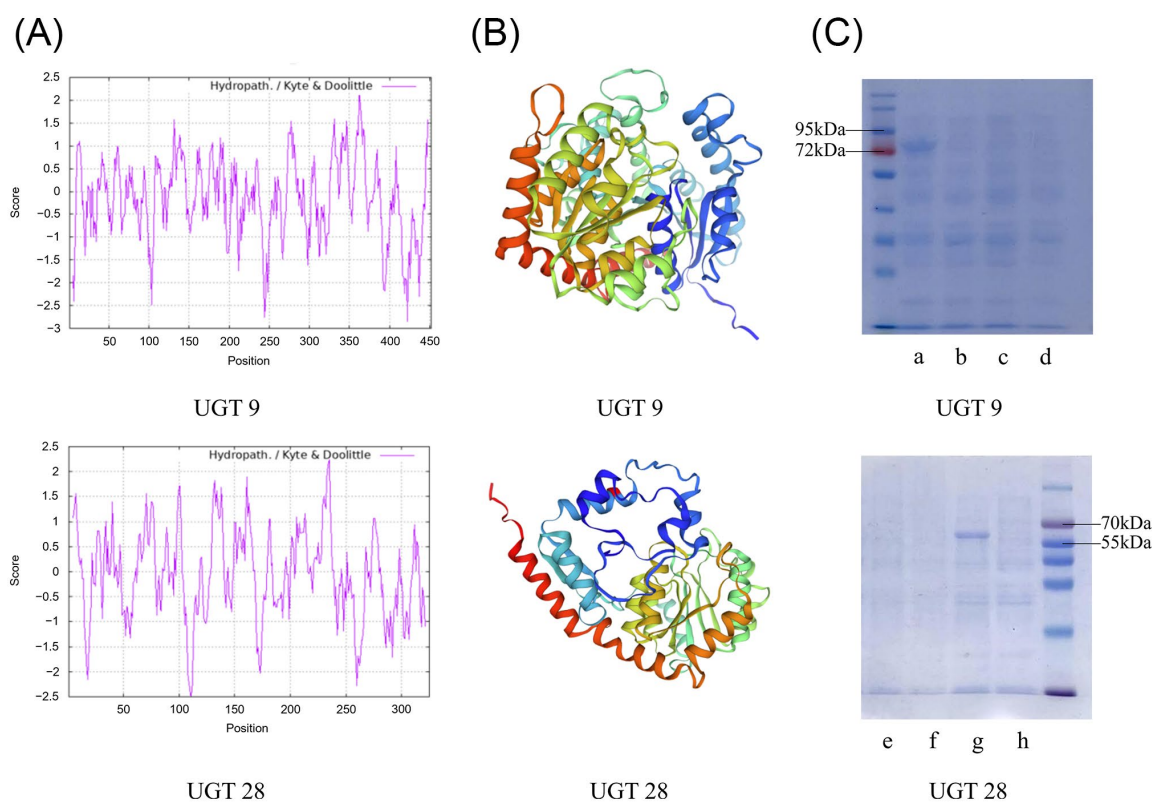 (A)
(B)
(C)
Hydropath. / Kyte & Doolittle
2.5
2
1.5
1
0.5
0
−0.5
−1
−1.5
−2
−2.5
−3
Score
50 100 150 200 250 300 350 400 450
Position
UGT 9
UGT 9
95kDa
72kDa
a b c d
UGT 9
Hydropath. / Kyte & Doolittle
2.5
2
1.5
1
0.5
0
−0.5
−1
−1.5
−2
−2.5
Score
50 100 150 200 250 300
Position
UGT 28
UGT 28
70kDa
55kDa
e f g h
UGT 28